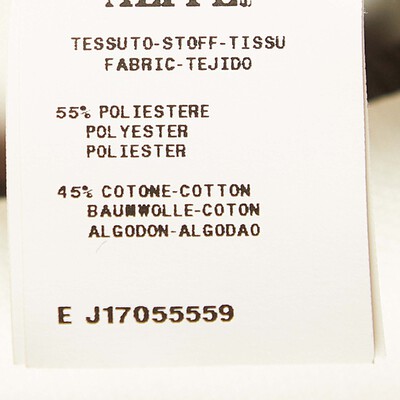 TESSUTO-STOFF-TISSU
FABRIC-TEJIDO
55% POLIESTERE
POLYESTER
POLIESTER
45% COTONE-COTTON
BAUMWOLLE-COTON
ALGODON-ALGODAO
E J17055559